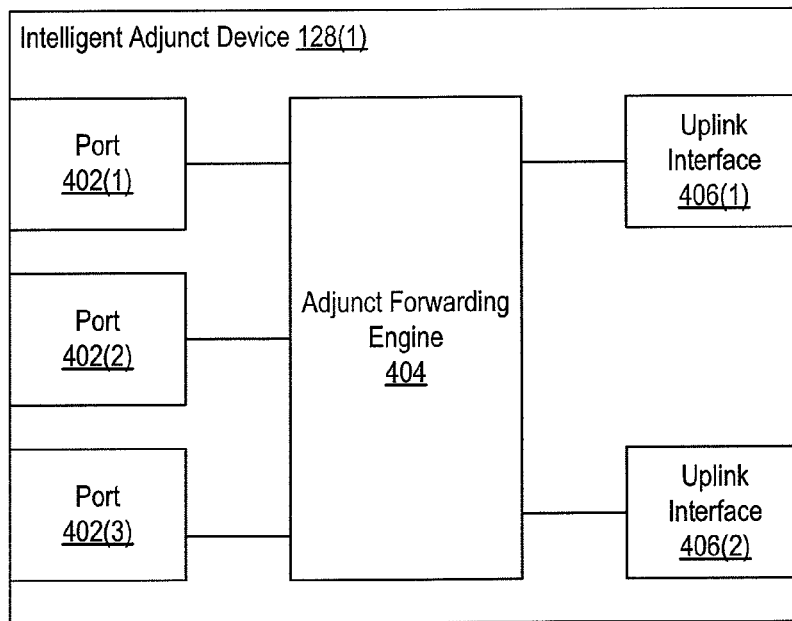 Intelligent Adjunct Device 128(1)
Port
402(1)
Port
402(2)
Port
402(3)
Adjunct Forwarding
Engine
404
Uplink
Interface
406(1)
Uplink
Interface
406(2)